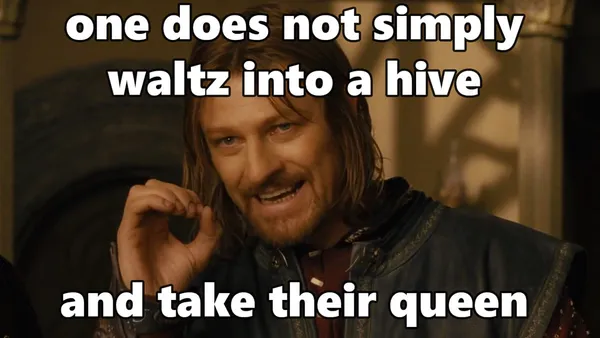 one does not simply
waltz into a hive
and take their queen